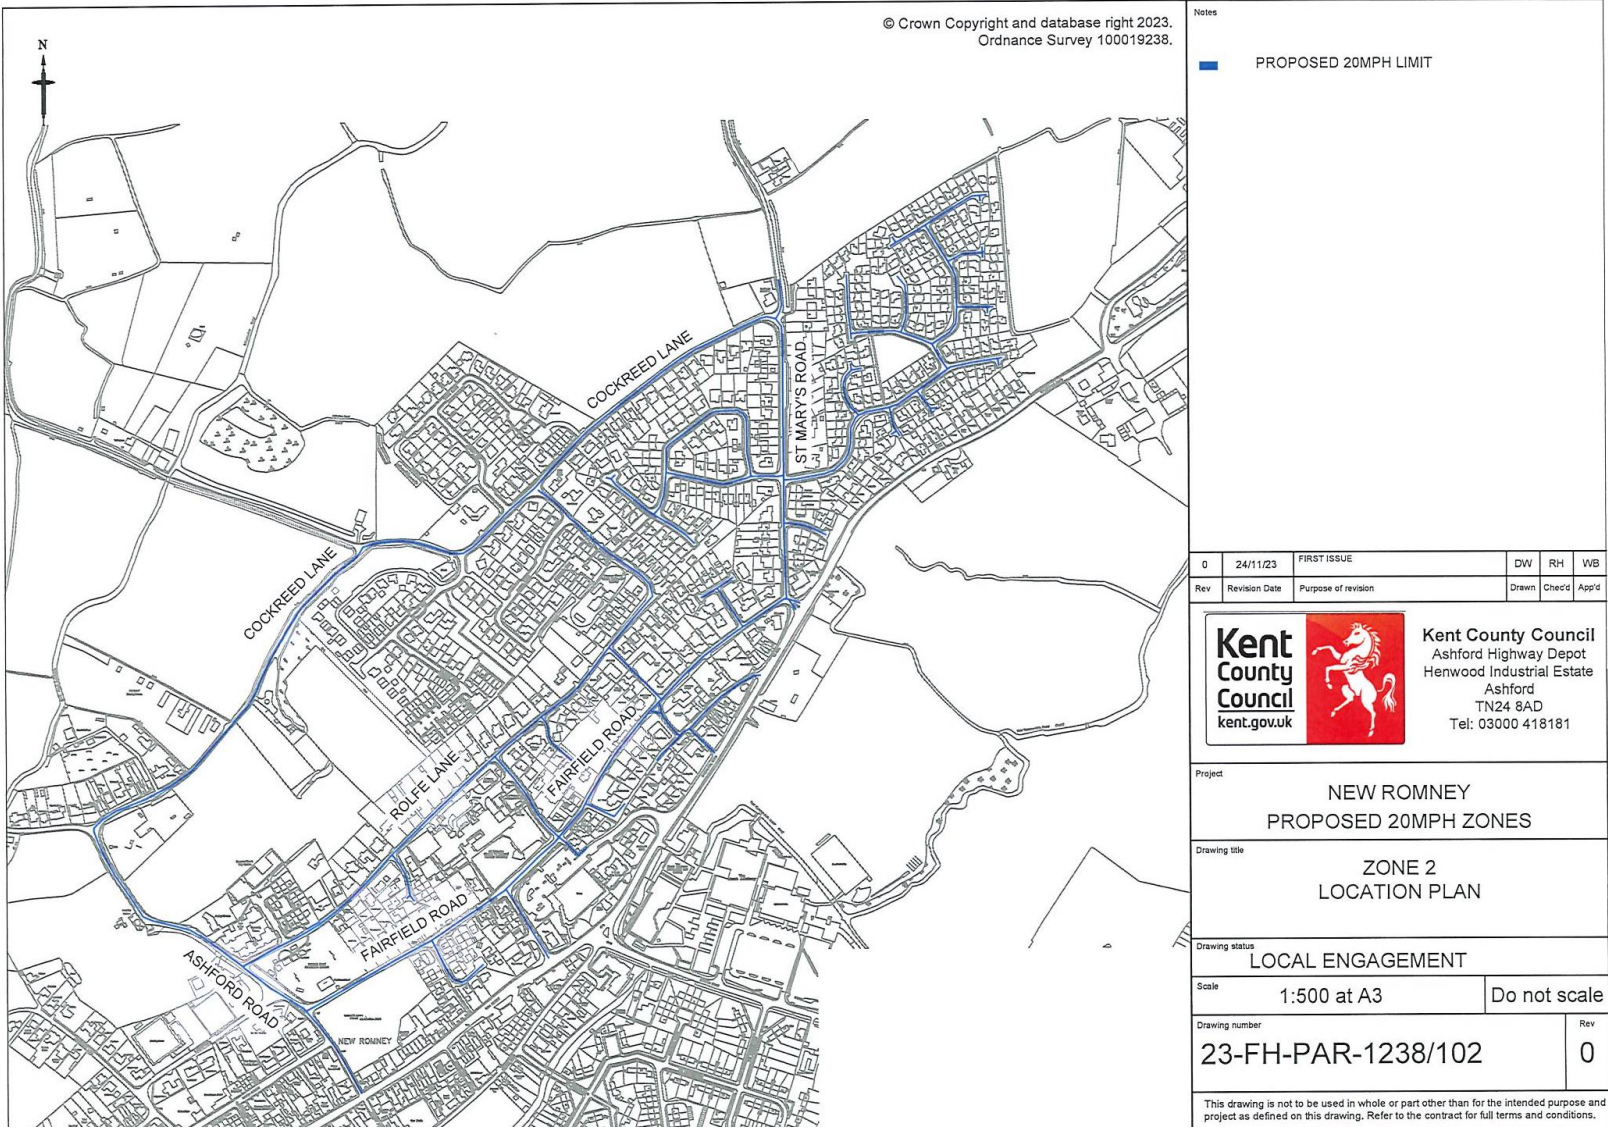 © Crown Copyright and database right 2023.
Ordnance Survey 100019238.
N
COCKREED LANE
ST MARY'S ROAD
COCKREED LANE
ROLFE LANE
FAIRFIELD ROAD
FAIRFIELD ROAD
ASHFORD ROAD
NEW ROMNEY
Notes
PROPOSED 20MPH LIMIT
0 24/11/23 FIRST ISSUE DW RH WB
Rev Revision Date Purpose of revision Drawn Chec'd App'd
Kent
County
Council
kent.gov.uk
Kent County Council
Ashford Highway Depot
Henwood Industrial Estate
Ashford
TN24 8AD
Tel: 03000 418181
Project
NEW ROMNEY
PROPOSED 20MPH ZONES
Drawing title
ZONE 2
LOCATION PLAN
Drawing status
LOCAL ENGAGEMENT
Scale
1:500 at A3
Do not scale
Drawing number
Rev
23-FH-PAR-1238/102
0
This drawing is not to be used in whole or part other than for the intended purpose and
project as defined on this drawing. Refer to the contract for full terms and conditions.